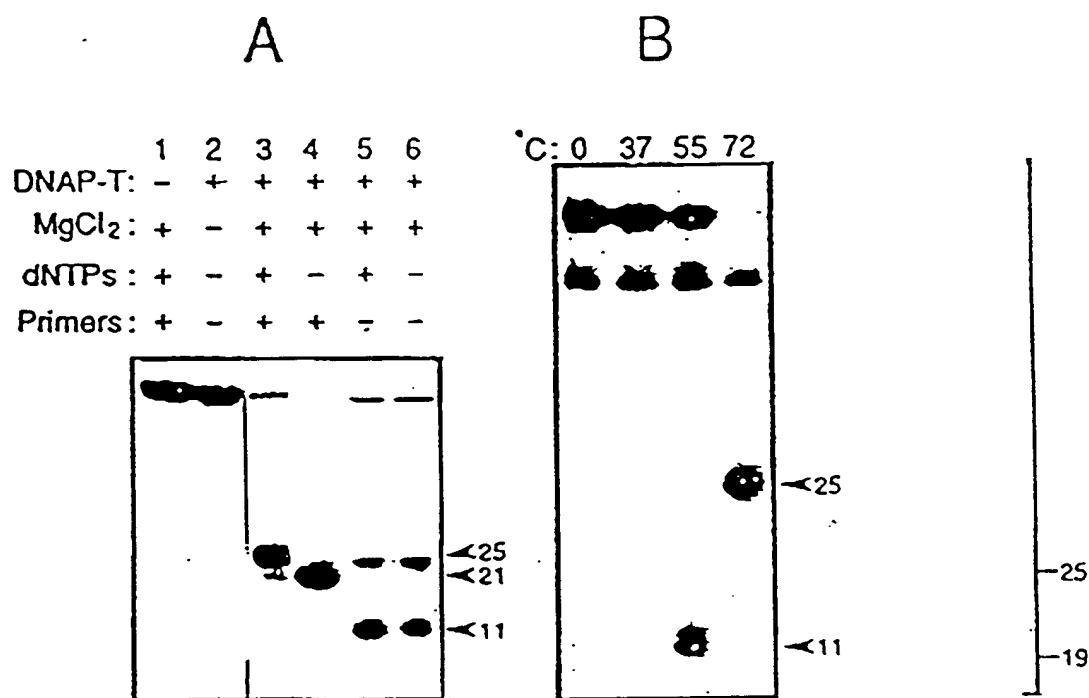 A
B
1 2 3 4 5 6
DNAP-T: - + + + + +
MgCl2: + - + + + +
dNTPs: + - + - + -
Primers: + - + + - -
25
21
11
°C: 0 37 55 72
25
11
25
19